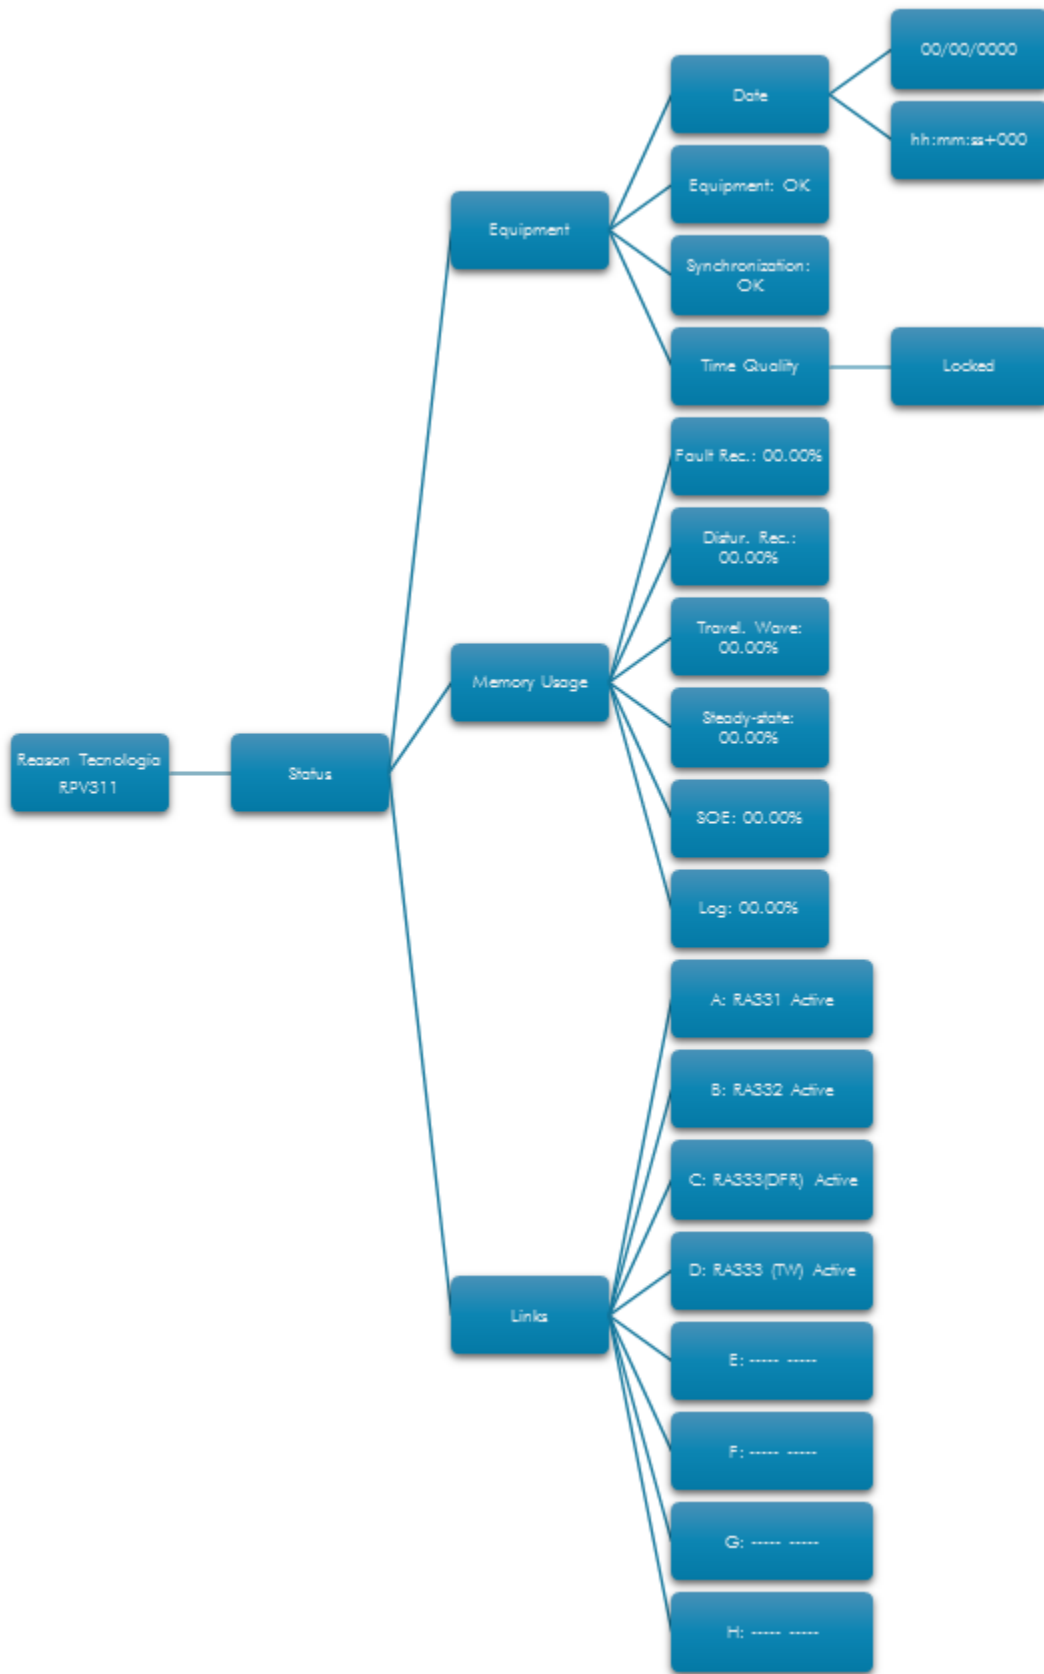 Reason Tecnologia
RPV311
Status
Equipment
Date
00/00/0000
hh:mm:ss+000
Equipment: OK
Synchronization:
OK
Time Quality
Locked
Memory Usage
Fault Rec.: 00.00%
Distur. Rec.:
00.00%
Travel. Wave:
00.00%
Steady-state:
00.00%
SOE: 00.00%
Log: 00.00%
Links
A: RA331 Active
B: RA332 Active
C: RA333(DFR) Active
D: RA333 (TW) Active
E: ----- -----
F: ----- -----
G: ----- -----
H: ----- -----